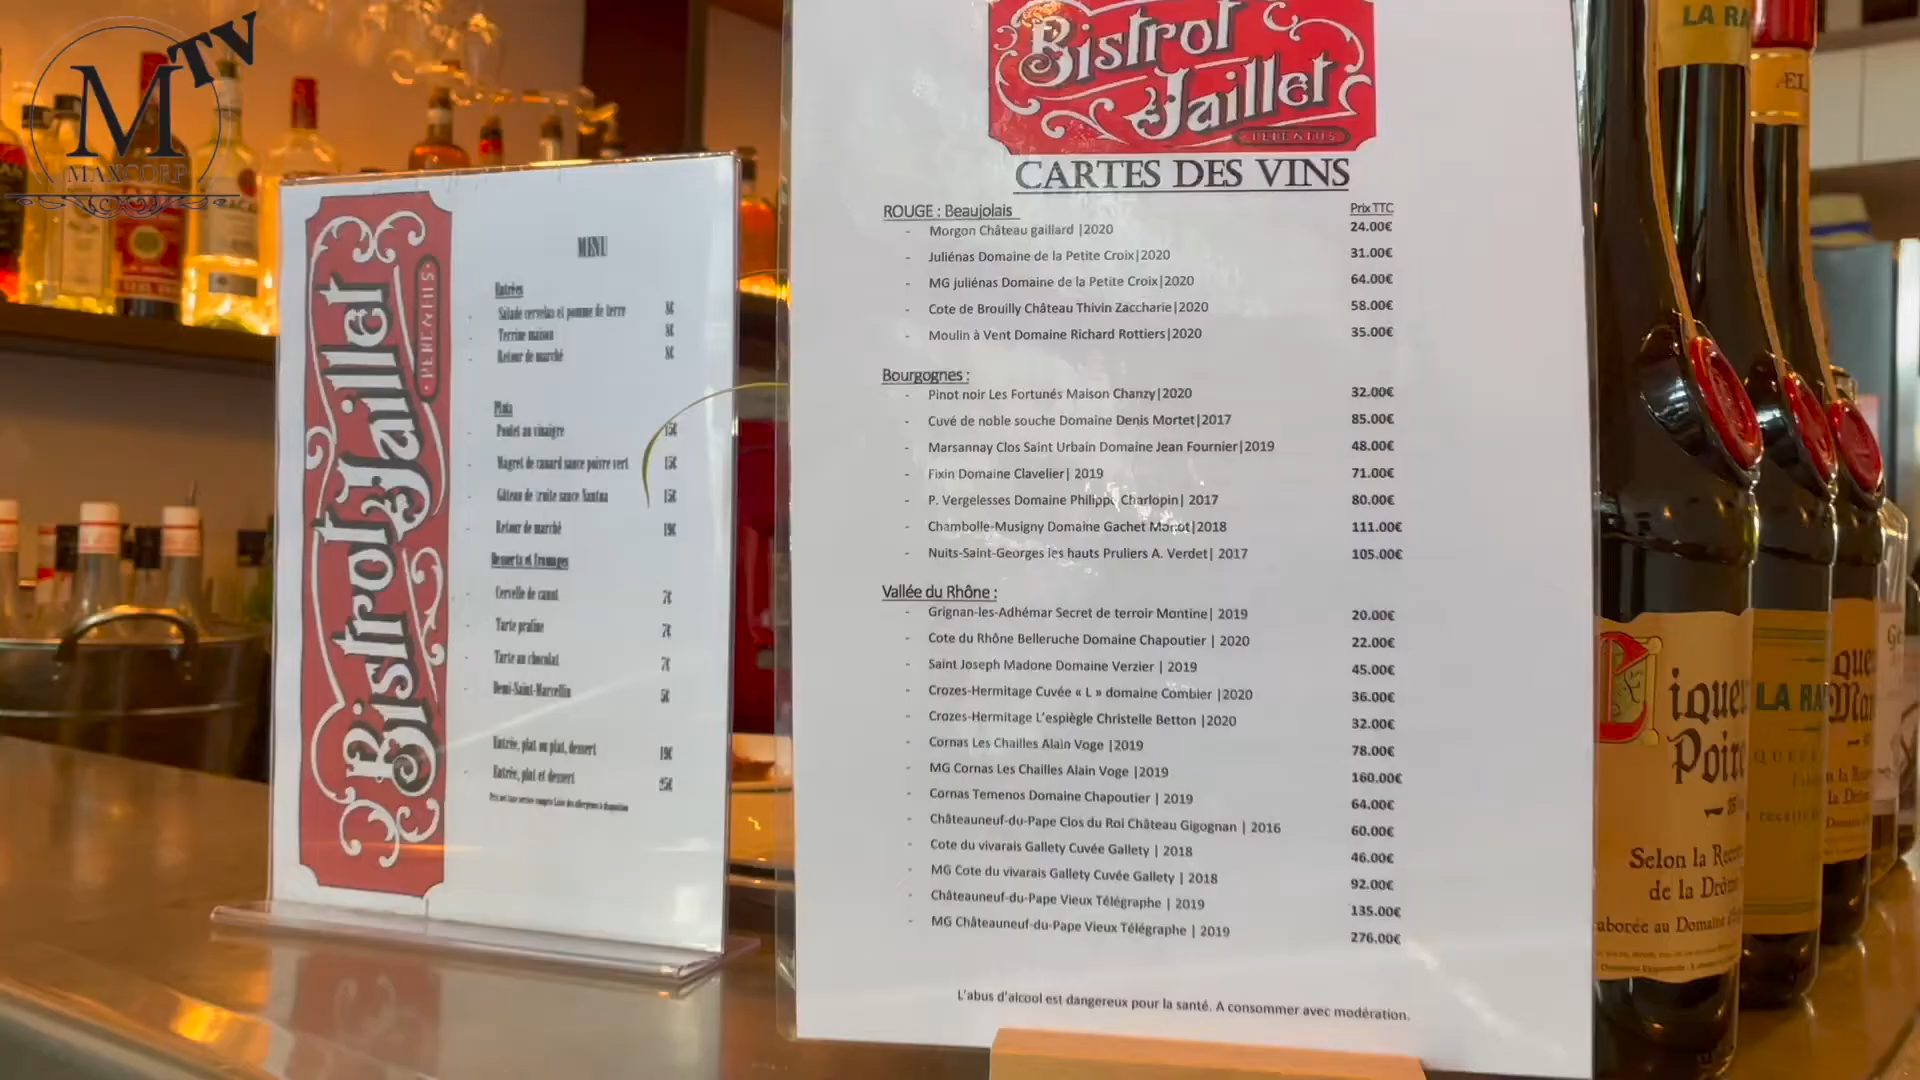 M TV
MAXCORP
Bistrot Jaillet
PERENUS
MENU
Entrées
- Salade cervelas et pomme de terre 8€
- Terrine maison 8€
- Retour de marché 8€
Plats
- Poulet au vinaigre 15€
- Magret de canard sauce poivre vert 15€
- Gâteau de truite sauce Nantua 15€
- Retour de marché 19€
Desserts et fromages
- Cervelle de canut 7€
- Tarte praline 7€
- Tarte au chocolat 7€
- Demi-Saint-Marcellin 5€
- Entrée, plat ou plat, dessert 19€
- Entrée, plat et dessert 25€
Bistrot
Jaillet
CARTES DES VINS
ROUGE : Beaujolais Prix TTC
- Morgon Château gaillard |2020 24.00€
- Juliénas Domaine de la Petite Croix|2020 31.00€
- MG juliénas Domaine de la Petite Croix|2020 64.00€
- Cote de Brouilly Château Thivin Zaccharie|2020 58.00€
- Moulin à Vent Domaine Richard Rottiers|2020 35.00€
Bourgognes :
- Pinot noir Les Fortunés Maison Chanzy|2020 32.00€
- Cuvé de noble souche Domaine Denis Mortet|2017 85.00€
- Marsannay Clos Saint Urbain Domaine Jean Fournier|2019 48.00€
- Fixin Domaine Clavelier| 2019 71.00€
- P. Vergelesses Domaine Philippe Charlopin| 2017 80.00€
- Chambolle-Musigny Domaine Gachet Monot|2018 111.00€
- Nuits-Saint-Georges les hauts Pruliers A. Verdet| 2017 105.00€
Vallée du Rhône :
- Grignan-les-Adhémar Secret de terroir Montine| 2019 20.00€
- Cote du Rhône Belleruche Domaine Chapoutier | 2020 22.00€
- Saint Joseph Madone Domaine Verzier | 2019 45.00€
- Crozes-Hermitage Cuvée « L » domaine Combier |2020 36.00€
- Crozes-Hermitage L'espiègle Christelle Betton |2020 32.00€
- Cornas Les Chailles Alain Voge |2019 78.00€
- MG Cornas Les Chailles Alain Voge |2019 160.00€
- Cornas Temenos Domaine Chapoutier | 2019 64.00€
- Châteauneuf-du-Pape Clos du Roi Château Gigognan | 2016 60.00€
- Cote du vivarais Gallety Cuvée Gallety | 2018 46.00€
- MG Cote du vivarais Gallety Cuvée Gallety | 2018 92.00€
- Châteauneuf-du-Pape Vieux Télégraphe | 2019 135.00€
- MG Châteauneuf-du-Pape Vieux Télégraphe | 2019 276.00€
L'abus d'alcool est dangereux pour la santé. A consommer avec modération.
LA RA
iquer
Poire
Selon la Rece
de la Drô
aborée au Domaine d'
LA RA
ique
Ma